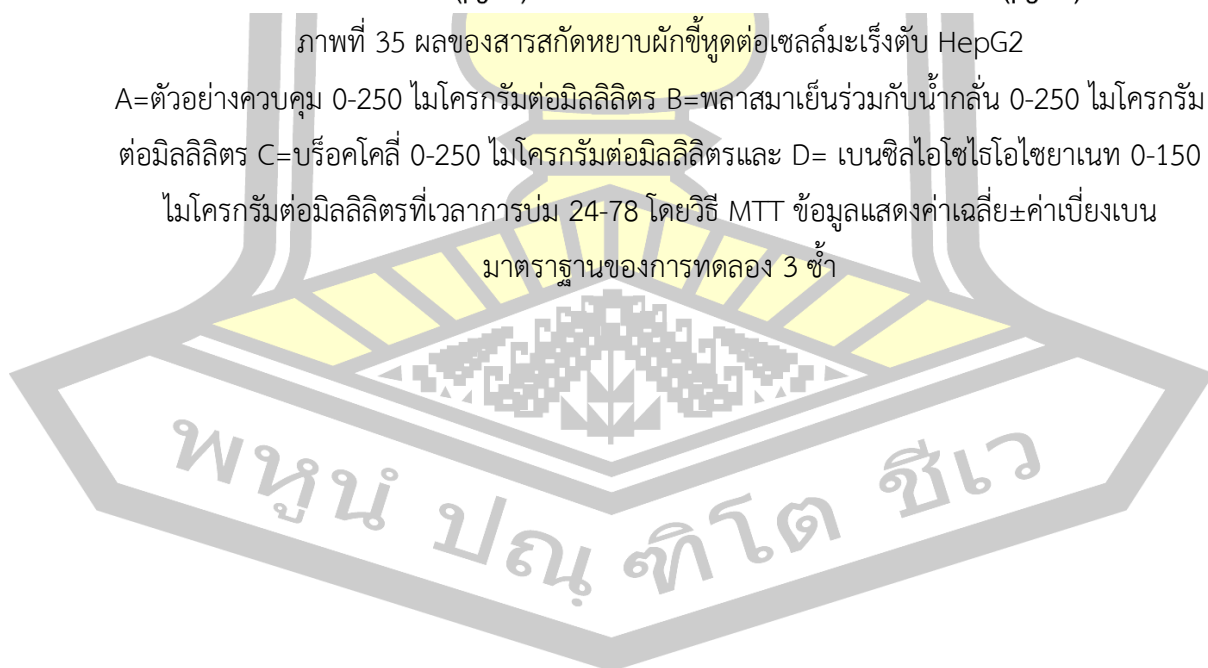 ภาพที่ 35 ผลของสารสกัดหยาบผักขี้หูดต่อเซลล์มะเร็งตับ HepG2
A=ตัวอย่างควบคุม 0-250 ไมโครกรัมต่อมิลลิลิตร B=พลาสมาเย็นร่วมกับน้ำกลั่น 0-250 ไมโครกรัม
ต่อมิลลิลิตร C=บร็อคโคลี่ 0-250 ไมโครกรัมต่อมิลลิลิตรและ D= เบนซิลไอโซไธโอไซยาเนท 0-150
ไมโครกรัมต่อมิลลิลิตรที่เวลาการบ่ม 24-78 โดยวิธี MTT ข้อมูลแสดงค่าเฉลี่ย±ค่าเบี่ยงเบน
มาตราฐานของการทดลอง 3 ซ้ำ
พหูนํ ปณฺฑิโต ชีเว